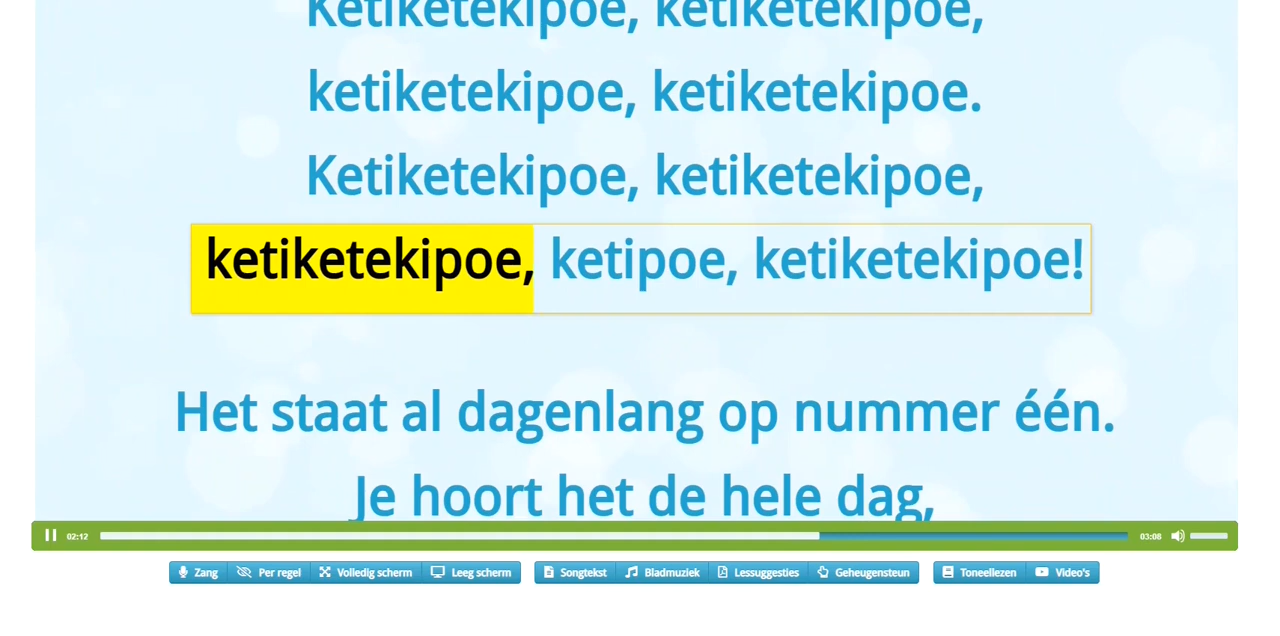 Ketiketekipoe, ketiketekipoe,
ketiketekipoe, ketiketekipoe.
Ketiketekipoe, ketiketekipoe,
ketiketekipoe, ketipoe, ketiketekipoe!
Het staat al dagenlang op nummer één.
Je hoort het de hele dag,
02:12 03:08
Zang Per regel Volledig scherm Leeg scherm Songtekst Bladmuziek Lessuggesties Geheugensteun Toneellezen Video's